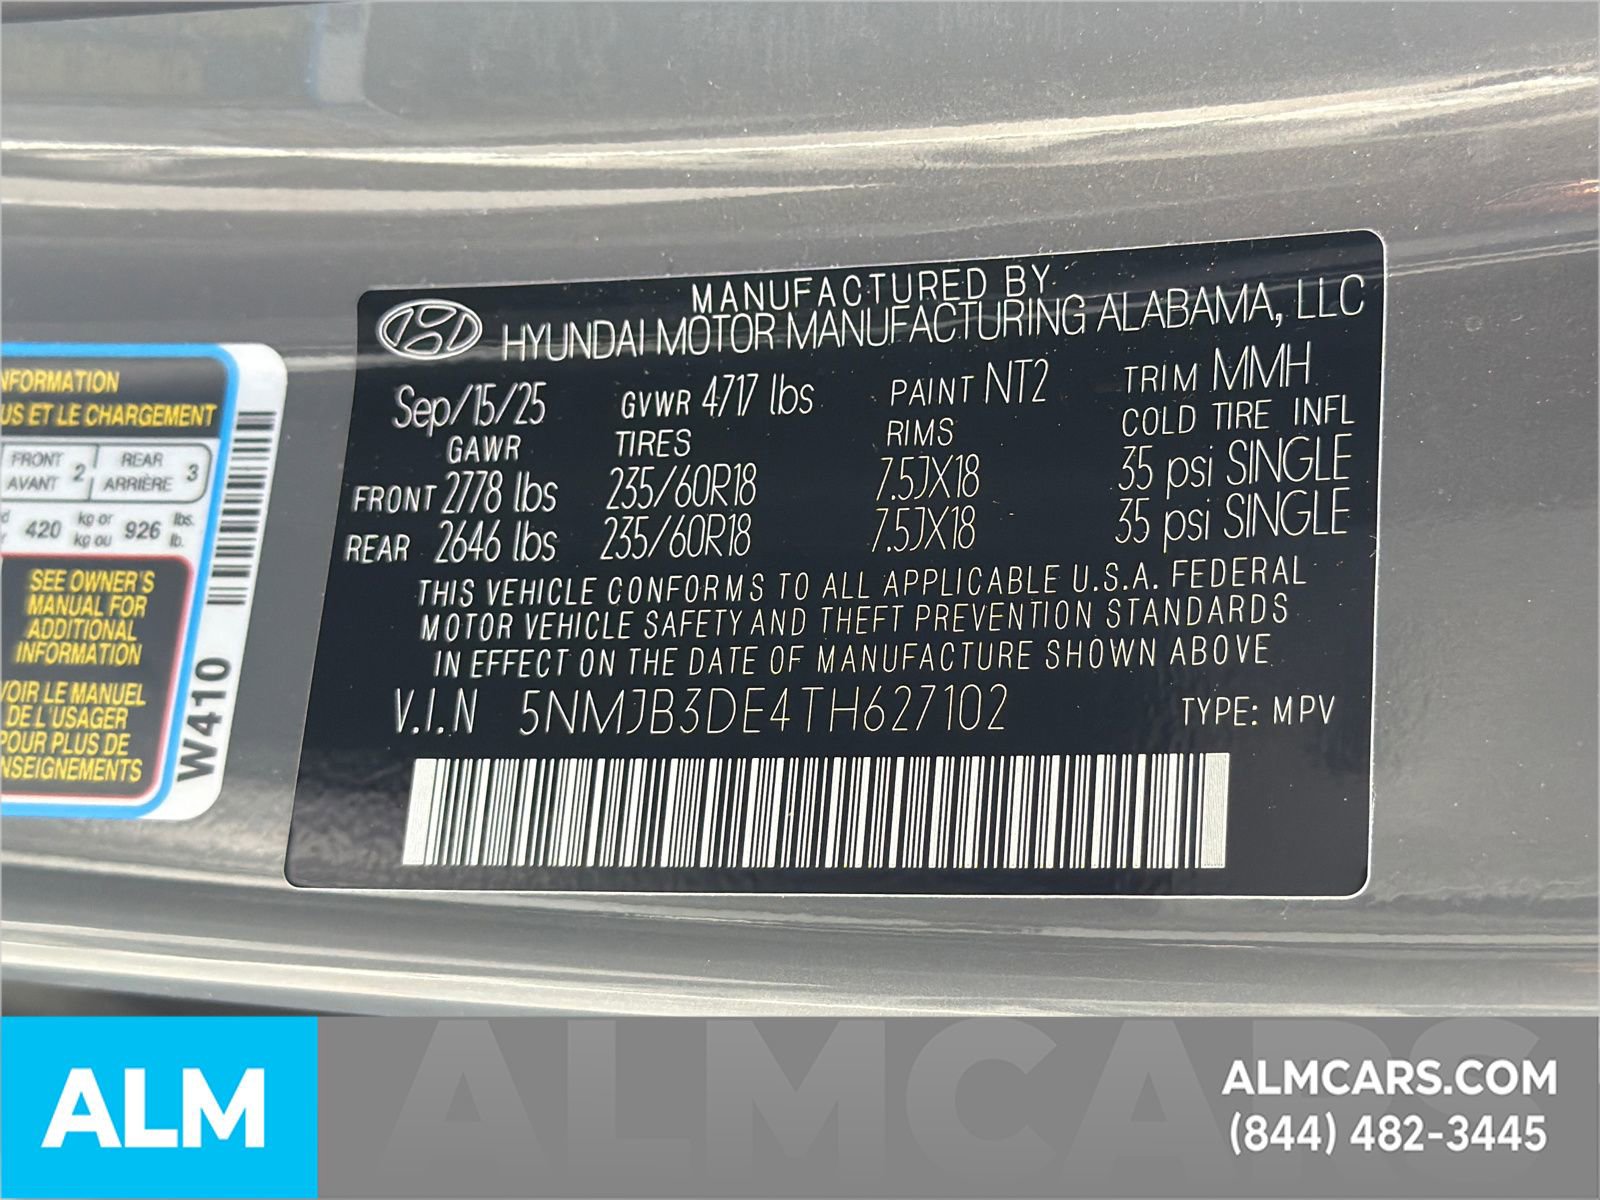 MANUFACTURED BY
HYUNDAI MOTOR MANUFACTURING ALABAMA, LLC
Sep/15/25 GVWR 4717 lbs PAINT NT2 TRIM MMH
GAWR TIRES RIMS COLD TIRE INFL
FRONT 2778 lbs 235/60R18 7.5JX18 35 psi SINGLE
REAR 2646 lbs 235/60R18 7.5JX18 35 psi SINGLE
THIS VEHICLE CONFORMS TO ALL APPLICABLE U.S.A. FEDERAL
MOTOR VEHICLE SAFETY AND THEFT PREVENTION STANDARDS
IN EFFECT ON THE DATE OF MANUFACTURE SHOWN ABOVE
V.I.N 5NMJB3DE4TH627102 TYPE: MPV
NFORMATION
US ET LE CHARGEMENT
FRONT
AVANT 2
REAR
ARRIÈRE 3
420 kg or
kg ou 926 lbs.
lb.
SEE OWNER'S
MANUAL FOR
ADDITIONAL
INFORMATION
VOIR LE MANUEL
DE L'USAGER
POUR PLUS DE
NSEIGNEMENTS
W410
ALM
ALMCARS
ALMCARS.COM
(844) 482-3445